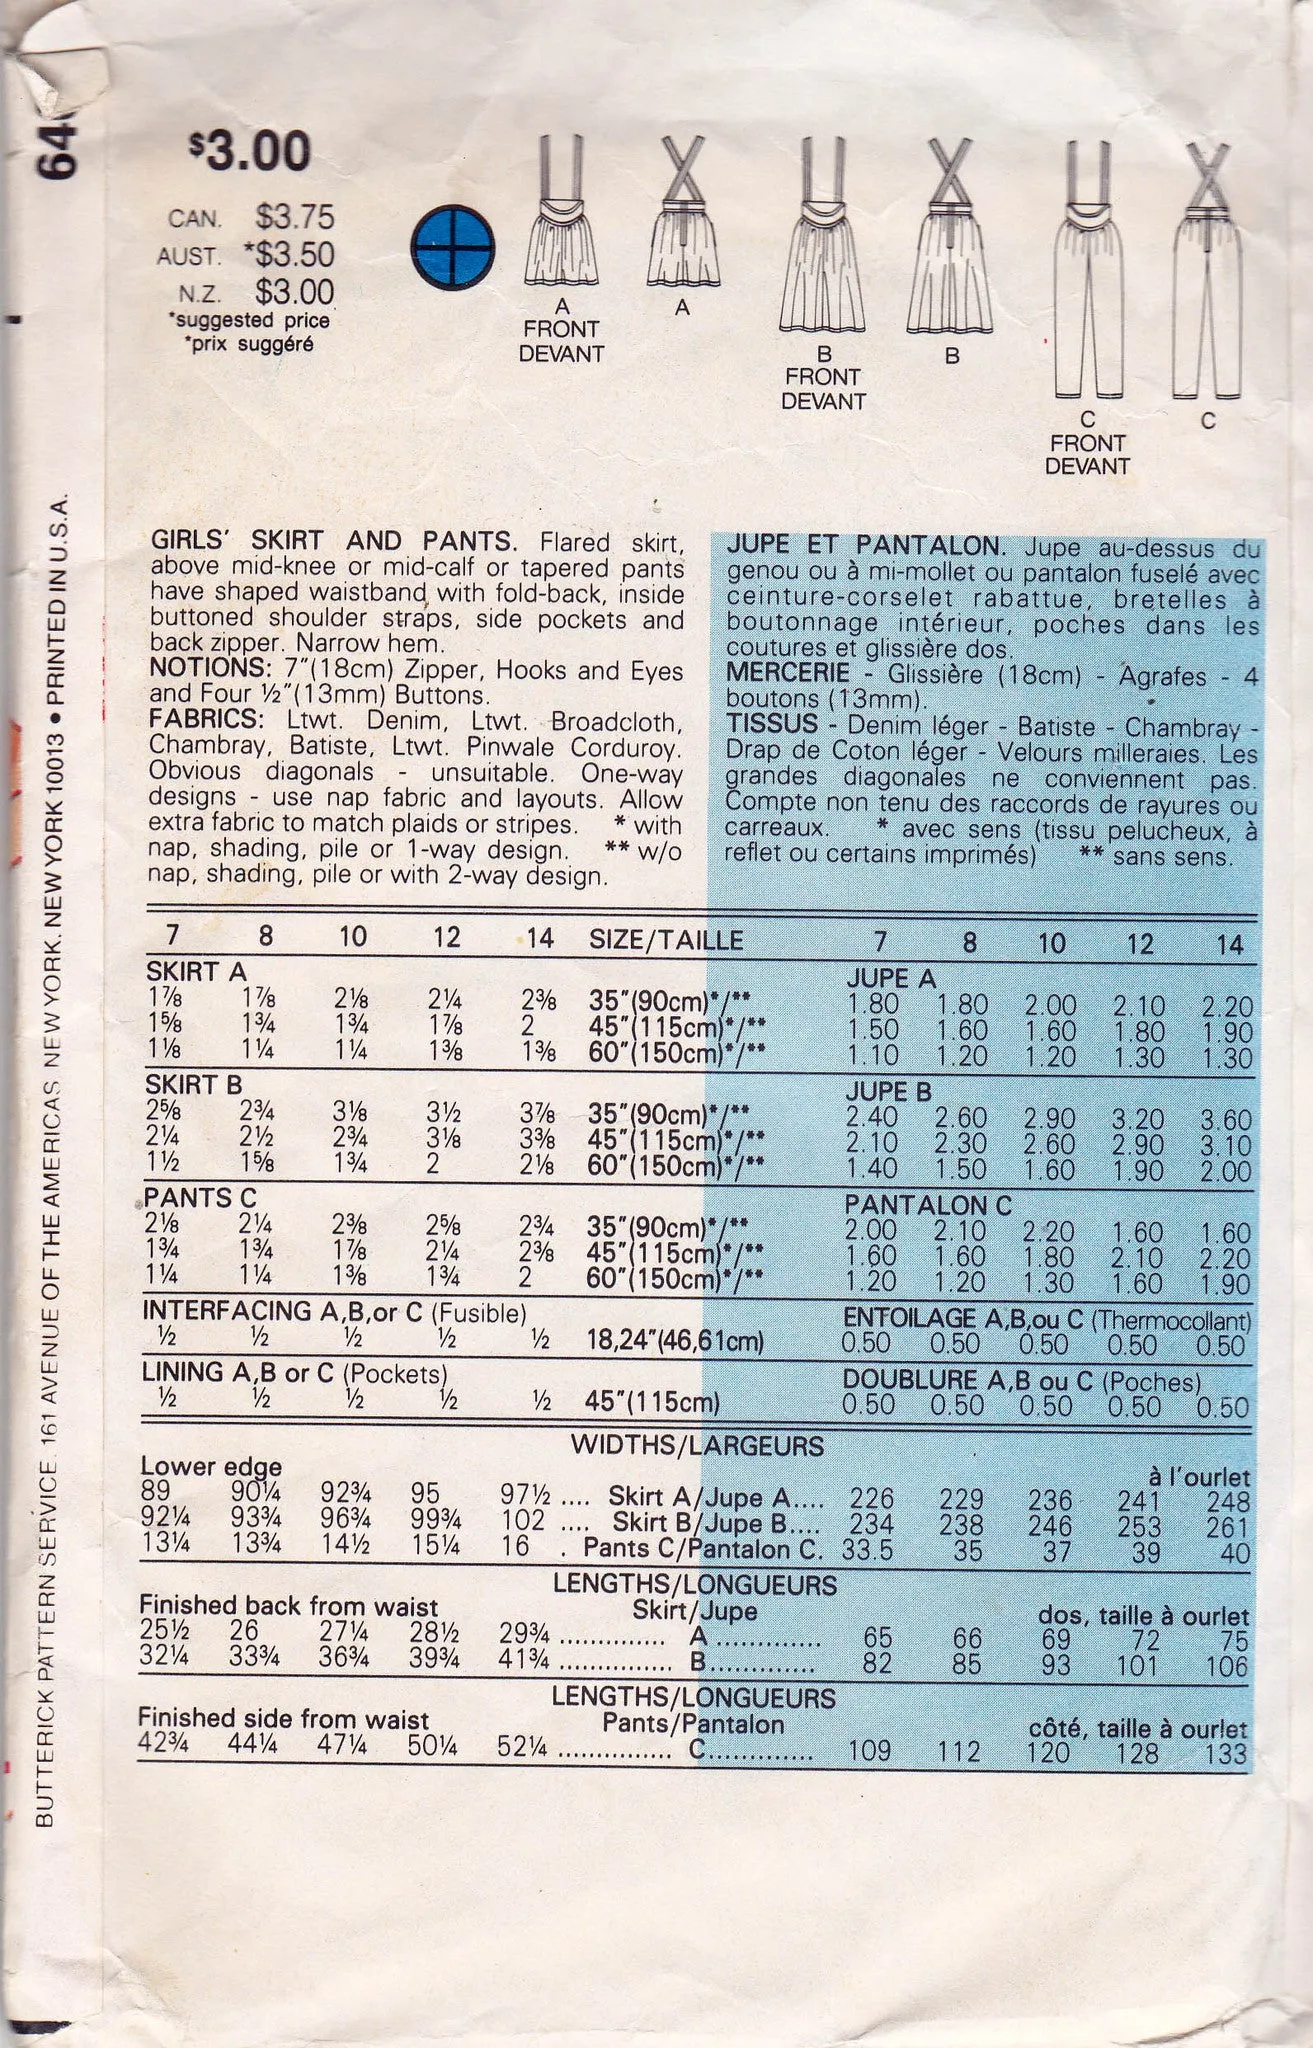 $3.00
CAN. $3.75
AUST. *$3.50
N.Z. $3.00
*suggested price
*prix suggéré
A
FRONT
DEVANT
A
B
FRONT
DEVANT
B
C
FRONT
DEVANT
C
BUTTERICK PATTERN SERVICE 161 AVENUE OF THE AMERICAS NEW YORK. NEW YORK 10013 • PRINTED IN U.S.A.
GIRLS' SKIRT AND PANTS. Flared skirt,
above mid-knee or mid-calf or tapered pants
have shaped waistband with fold-back, inside
buttoned shoulder straps, side pockets and
back zipper. Narrow hem.
NOTIONS: 7"(18cm) Zipper, Hooks and Eyes
and Four ½"(13mm) Buttons.
FABRICS: Ltwt. Denim, Ltwt. Broadcloth,
Chambray, Batiste, Ltwt. Pinwale Corduroy.
Obvious diagonals - unsuitable. One-way
designs - use nap fabric and layouts. Allow
extra fabric to match plaids or stripes. * with
nap, shading, pile or 1-way design. ** w/o
nap, shading, pile or with 2-way design.
JUPE ET PANTALON. Jupe au-dessus du
genou ou à mi-mollet ou pantalon fuselé avec
ceinture-corselet rabattue, bretelles à
boutonnage intérieur, poches dans les
coutures et glissière dos.
MERCERIE - Glissière (18cm) - Agrafes - 4
boutons (13mm).
TISSUS - Denim léger - Batiste - Chambray -
Drap de Coton léger - Velours milleraies. Les
grandes diagonales ne conviennent pas.
Compte non tenu des raccords de rayures ou
carreaux. * avec sens (tissu pelucheux, à
reflet ou certains imprimés) ** sans sens.
7 8 10 12 14 SIZE/TAILLE 7 8 10 12 14
SKIRT A JUPE A
1⅞ 1⅞ 2⅛ 2¼ 2⅜ 35"(90cm)*/** 1.80 1.80 2.00 2.10 2.20
1⅝ 1¾ 1¾ 1⅞ 2 45"(115cm)*/** 1.50 1.60 1.60 1.80 1.90
1⅛ 1¼ 1¼ 1⅜ 1⅜ 60"(150cm)*/** 1.10 1.20 1.20 1.30 1.30
SKIRT B JUPE B
2⅝ 2¾ 3⅛ 3½ 3⅞ 35"(90cm)*/** 2.40 2.60 2.90 3.20 3.60
2¼ 2½ 2¾ 3⅛ 3⅜ 45"(115cm)*/** 2.10 2.30 2.60 2.90 3.10
1½ 1⅝ 1¾ 2 2⅛ 60"(150cm)*/** 1.40 1.50 1.60 1.90 2.00
PANTS C PANTALON C
2⅛ 2¼ 2⅜ 2⅝ 2¾ 35"(90cm)*/** 2.00 2.10 2.20 1.60 1.60
1¾ 1¾ 1⅞ 2¼ 2⅜ 45"(115cm)*/** 1.60 1.60 1.80 2.10 2.20
1¼ 1¼ 1⅜ 1¾ 2 60"(150cm)*/** 1.20 1.20 1.30 1.60 1.90
INTERFACING A,B,or C (Fusible) ENTOILAGE A,B,ou C (Thermocollant)
½ ½ ½ ½ ½ 18,24"(46,61cm) 0.50 0.50 0.50 0.50 0.50
LINING A,B or C (Pockets) DOUBLURE A,B ou C (Poches)
½ ½ ½ ½ ½ 45"(115cm) 0.50 0.50 0.50 0.50 0.50
WIDTHS/LARGEURS
Lower edge à l'ourlet
89 90¼ 92¾ 95 97½ .... Skirt A/Jupe A.... 226 229 236 241 248
92¼ 93¾ 96¾ 99¾ 102 .... Skirt B/Jupe B.... 234 238 246 253 261
13¼ 13¾ 14½ 15¼ 16 . Pants C/Pantalon C. 33.5 35 37 39 40
LENGTHS/LONGUEURS
Finished back from waist Skirt/Jupe dos, taille à ourlet
25½ 26 27¼ 28½ 29¾ .............. A ............. 65 66 69 72 75
32¼ 33¾ 36¾ 39¾ 41¾ ............... B............. 82 85 93 101 106
LENGTHS/LONGUEURS
Finished side from waist Pants/Pantalon côté, taille à ourlet
42¾ 44¼ 47¼ 50¼ 52¼ ............... C............. 109 112 120 128 133